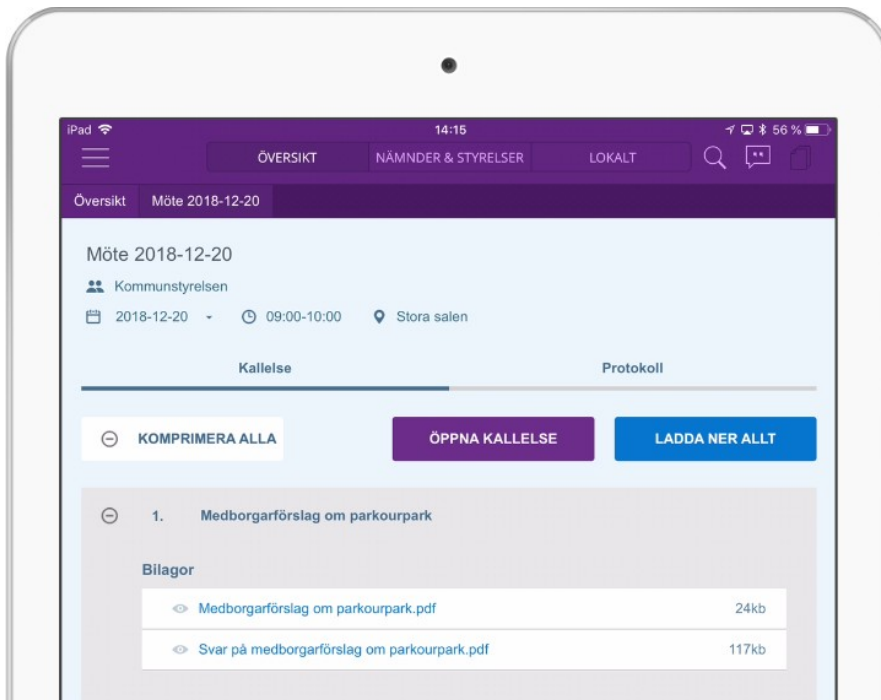 iPad 14:15 56 %
ÖVERSIKT NÄMNDER & STYRELSER LOKALT
Översikt Möte 2018-12-20
Möte 2018-12-20
Kommunstyrelsen
2018-12-20 09:00-10:00 Stora salen
Kallelse Protokoll
KOMPRIMERA ALLA ÖPPNA KALLELSE LADDA NER ALLT
1. Medborgarförslag om parkourpark
Bilagor
Medborgarförslag om parkourpark.pdf 24kb
Svar på medborgarförslag om parkourpark.pdf 117kb